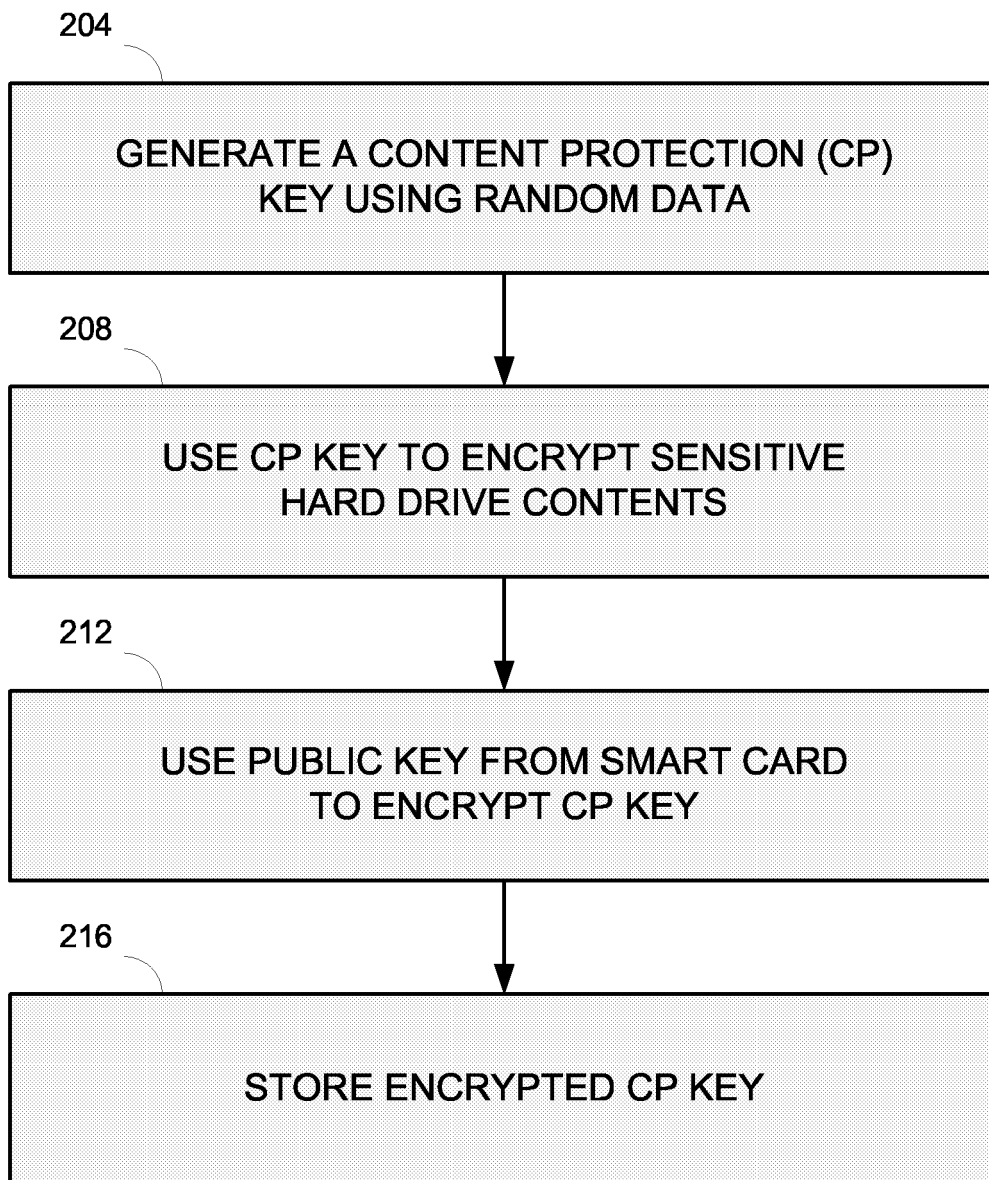 204
GENERATE A CONTENT PROTECTION (CP)
KEY USING RANDOM DATA
208
USE CP KEY TO ENCRYPT SENSITIVE
HARD DRIVE CONTENTS
212
USE PUBLIC KEY FROM SMART CARD
TO ENCRYPT CP KEY
216
STORE ENCRYPTED CP KEY